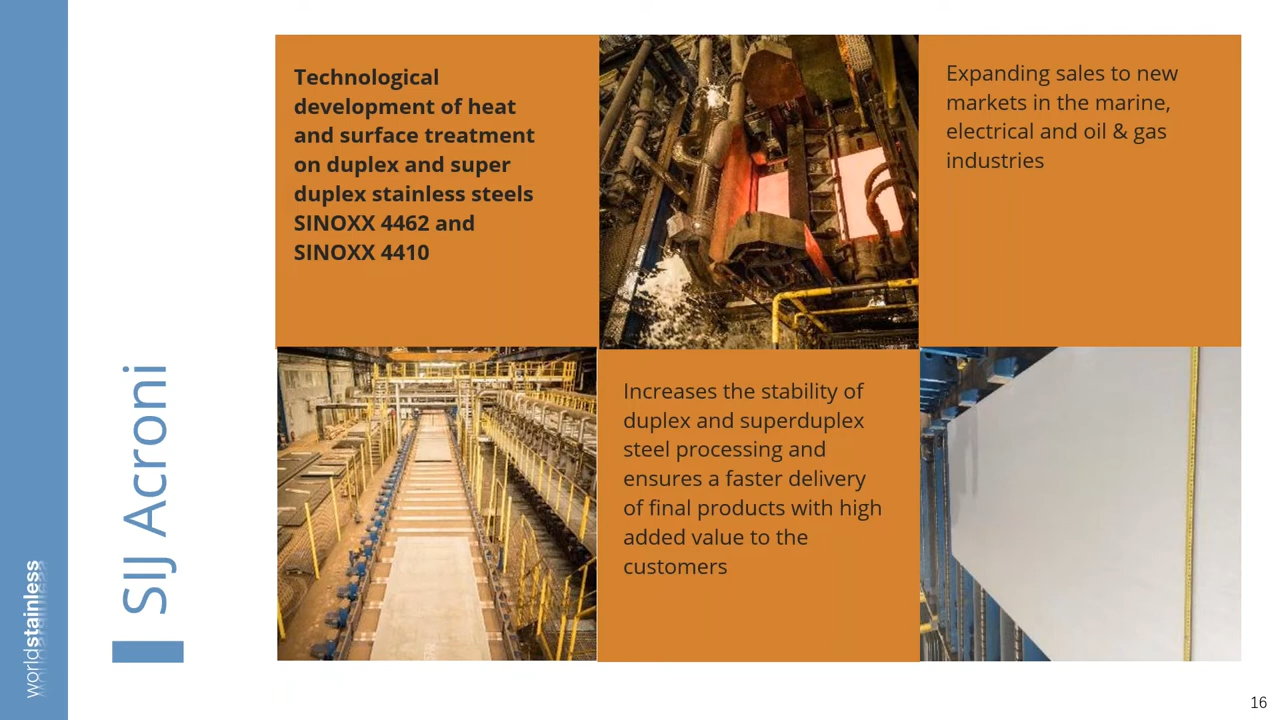 Technological
development of heat
and surface treatment
on duplex and super
duplex stainless steels
SINOXX 4462 and
SINOXX 4410
Expanding sales to new
markets in the marine,
electrical and oil & gas
industries
Increases the stability of
duplex and superduplex
steel processing and
ensures a faster delivery
of final products with high
added value to the
customers
SIJ Acroni
worldstainless
16